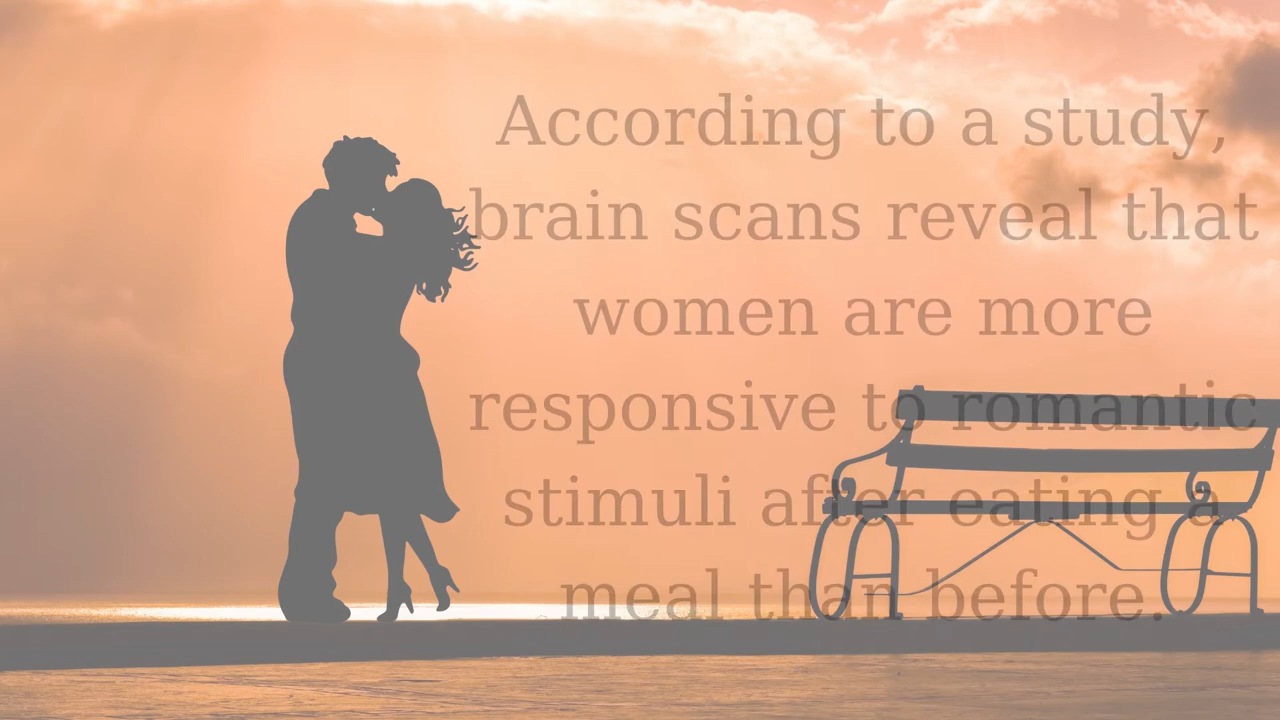 According to a study,
brain scans reveal that
women are more
responsive to romantic
stimuli after eating a
meal than before.